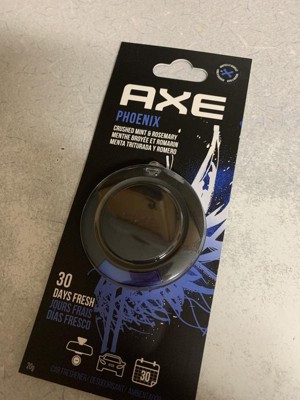 AXE
PHOENIX
CRUSHED MINT & ROSEMARY
MENTHE BROYÉE ET ROMARIN
MENTA TRITURADA Y ROMERO
30
DAYS FRESH
JOURS FRAIS
DÍAS FRESCO
30